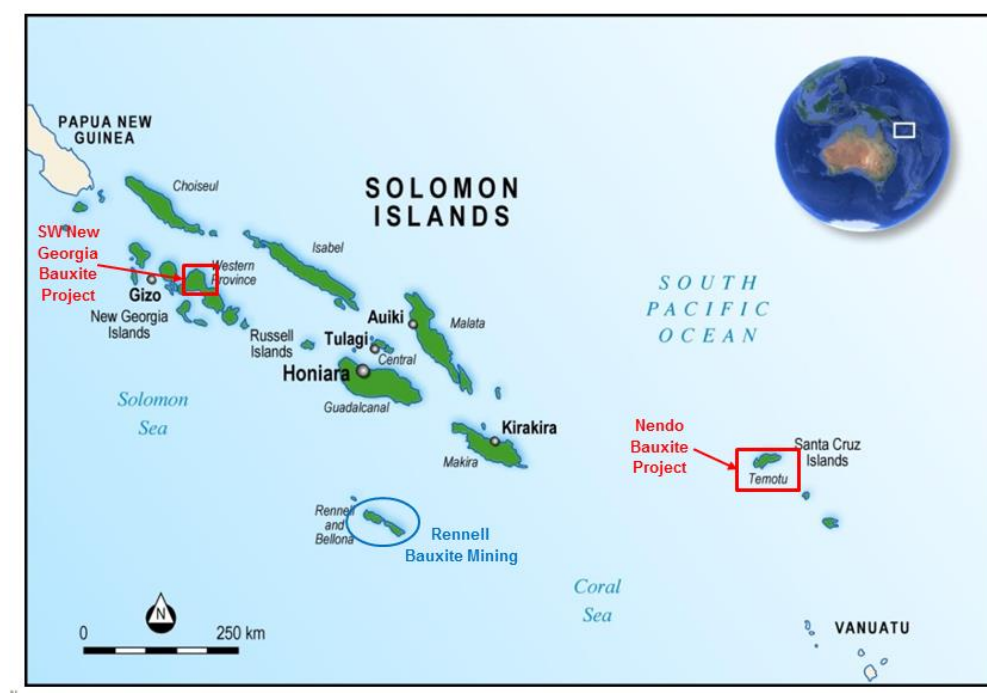 PAPUA NEW
GUINEA
Choiseul
SOLOMON
ISLANDS
SW New
Georgia
Bauxite
Project
Western
Province
Isabel
Gizo
New Georgia
Islands
Russell
Islands
Auiki
Malata
Tulagi
Central
Honiara
Guadalcanal
SOUTH
PACIFIC
OCEAN
Solomon
Sea
Kirakira
Makira
Nendo
Bauxite
Project
Santa Cruz
Islands
Temotu
Rennell
and
Bellona
Rennell
Bauxite Mining
Coral
Sea
N
0 250 km
VANUATU